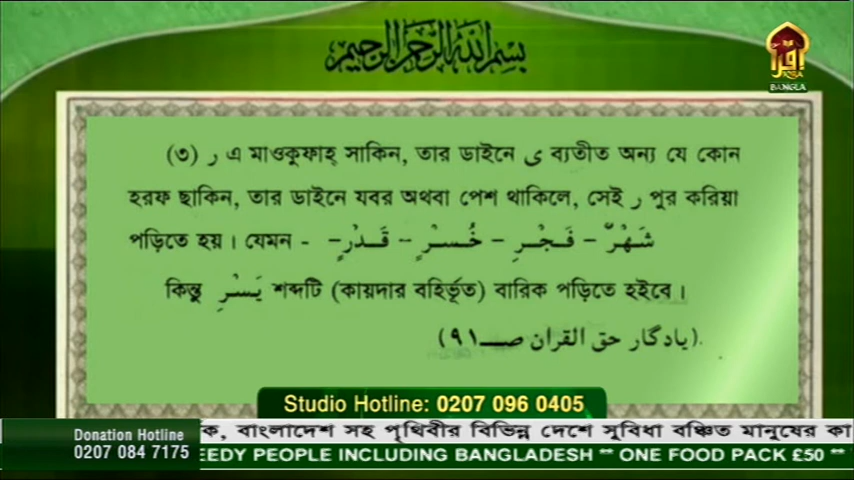 بسم الله الرحمن الرحيم
اقرأ
IQRA
BANGLA
(৩) ر এ মাওকুফাহ্ সাকিন, তার ডাইনে ى ব্যতীত অন্য যে কোন
হরফ ছাকিন, তার ডাইনে যবর অথবা পেশ থাকিলে, সেই ر পুর করিয়া
পড়িতে হয়। যেমন - شَهْرٌ – فَجْرِ – خُسْرٍ – قَدْرٍ –
কিন্তু يَسْرِ শব্দটি (কায়দার বহির্ভূত) বারিক পড়িতে হইবে।
(یادگار حق القران صــ۹۱)
Studio Hotline: 0207 096 0405
Donation Hotline
0207 084 7175
ক, বাংলাদেশ সহ পৃথিবীর বিভিন্ন দেশে সুবিধা বঞ্চিত মানুষের কা
EEDY PEOPLE INCLUDING BANGLADESH ** ONE FOOD PACK £50 **